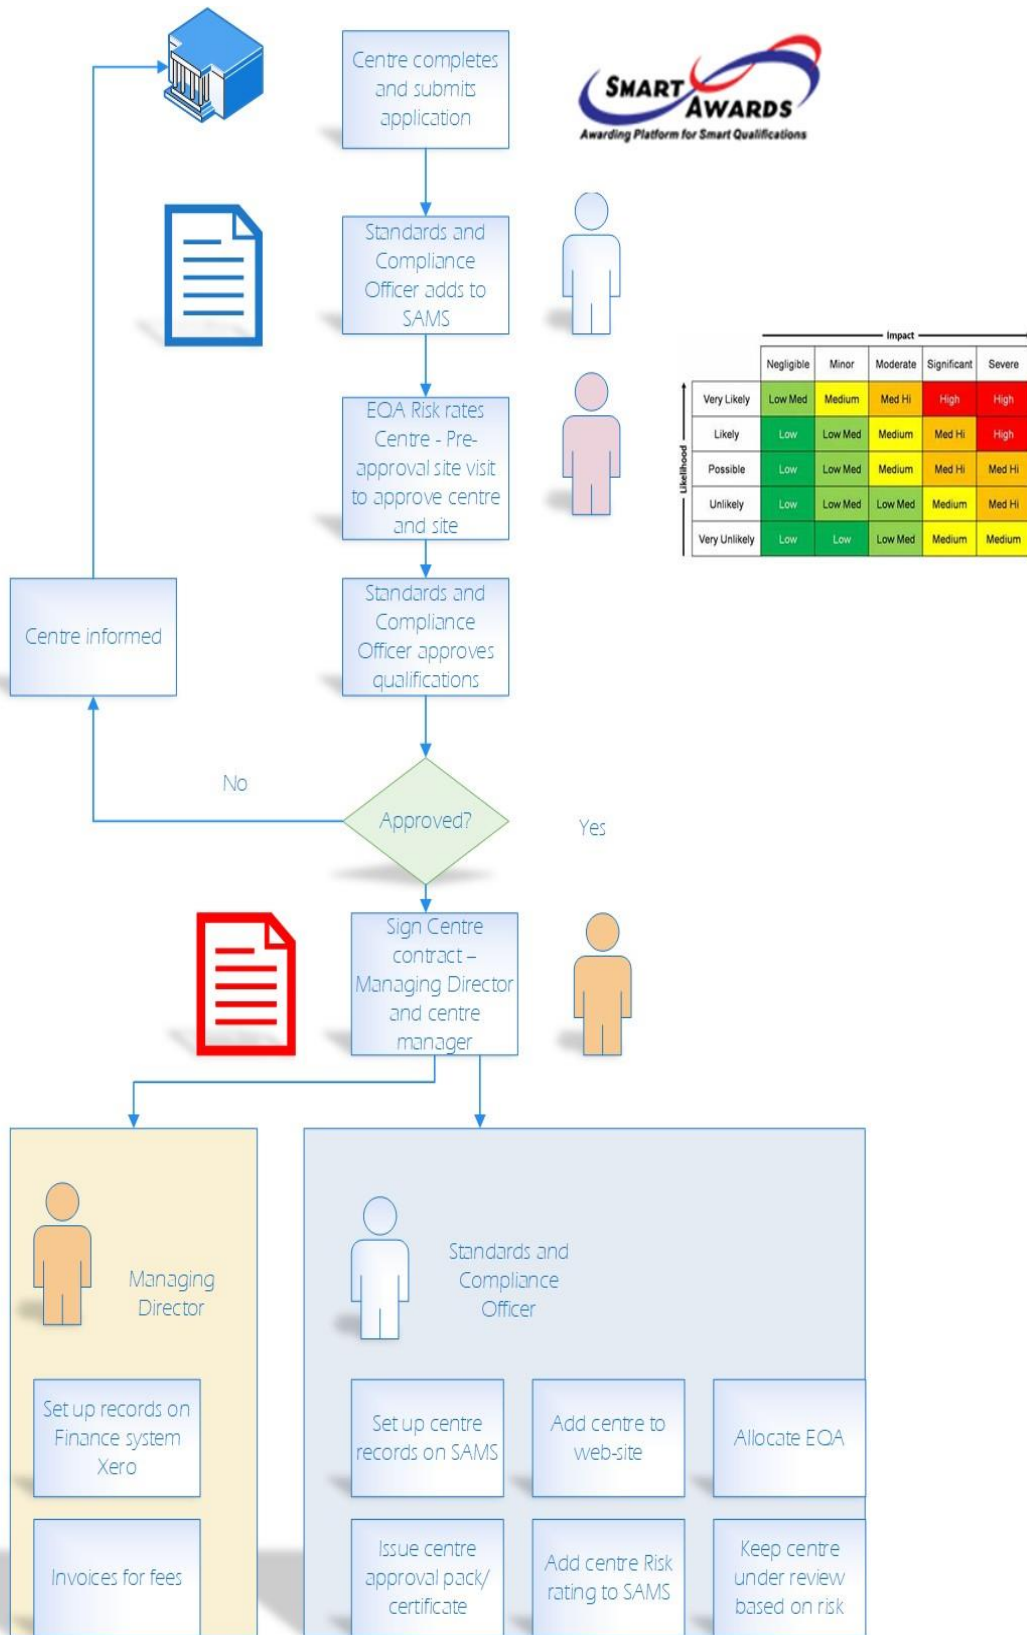 Centre completes
and submits
application
SMART
AWARDS
Awarding Platform for Smart Qualifications
Standards and
Compliance
Officer adds to
SAMS
Impact
Negligible Minor Moderate Significant Severe
Likelihood
Very Likely Low Med Medium Med Hi High High
Likely Low Low Med Medium Med Hi High
Possible Low Low Med Medium Med Hi Med Hi
Unlikely Low Low Med Low Med Medium Med Hi
Very Unlikely Low Low Low Med Medium Medium
EQA Risk rates
Centre - Pre-
approval site visit
to approve centre
and site
Centre informed
Standards and
Compliance
Officer approves
qualifications
No
Approved?
Yes
Sign Centre
contract –
Managing Director
and centre
manager
Managing
Director
Set up records on
Finance system
Xero
Invoices for fees
Standards and
Compliance
Officer
Set up centre
records on SAMS
Add centre to
web-site
Allocate EQA
Issue centre
approval pack/
certificate
Add centre Risk
rating to SAMS
Keep centre
under review
based on risk